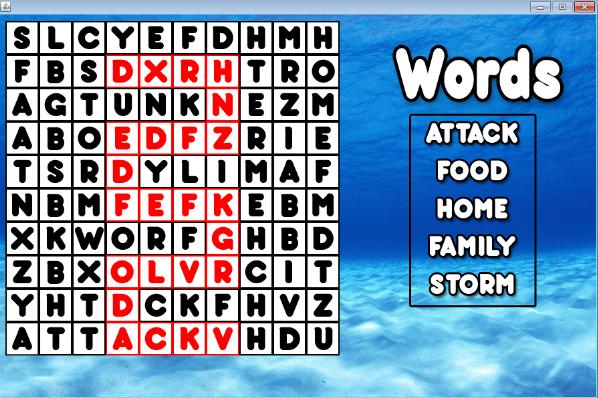 S L C Y E F D H M H
F B S D X R H T R O
A G T U N K N E Z M
A B O E D F Z R I E
T S R D Y L I M A F
N B M F E F K E B M
X K W O R F G H B D
Z B X O L V R C I T
Y H T D C K F H V Z
A T T A C K V H D U
Words
ATTACK
FOOD
HOME
FAMILY
STORM